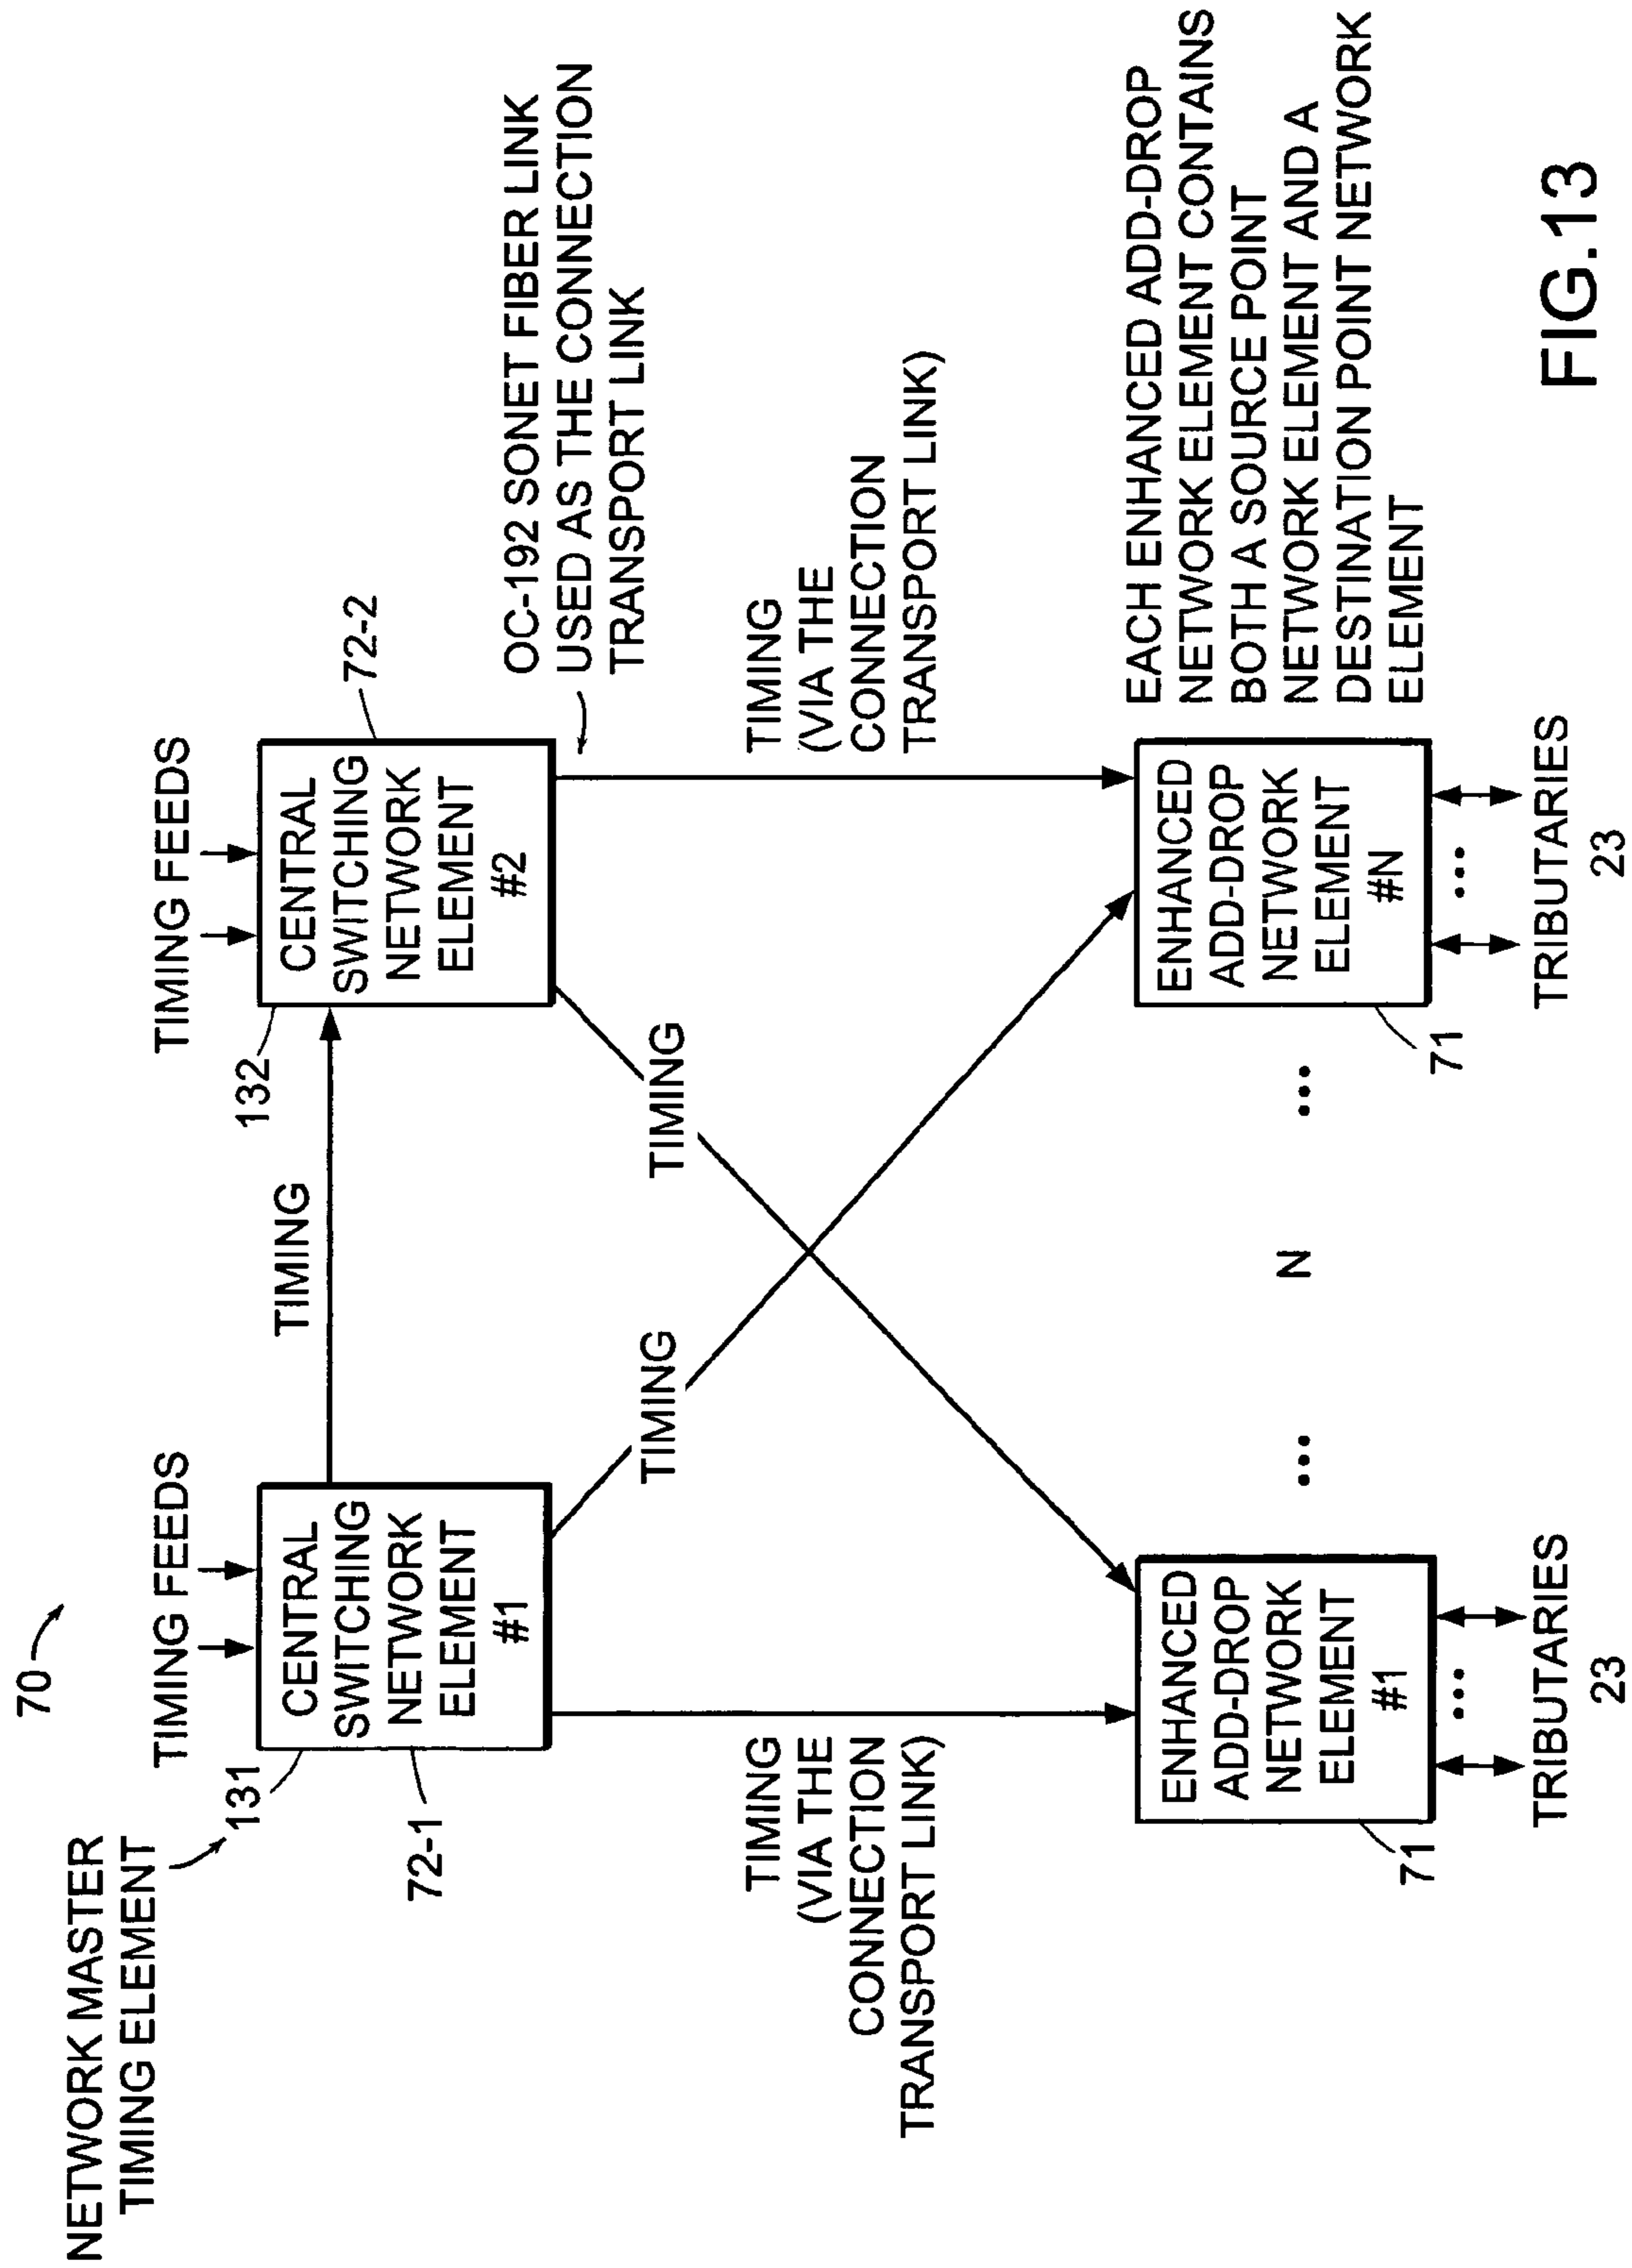 70
NETWORK MASTER
TIMING ELEMENT
131
72-1
TIMING FEEDS
CENTRAL
SWITCHING
NETWORK
ELEMENT
#1
TIMING
TIMING FEEDS
132
CENTRAL
SWITCHING
NETWORK
ELEMENT
#2
72-2
OC-192 SONET FIBER LINK
USED AS THE CONNECTION
TRANSPORT LINK
TIMING
(VIA THE
CONNECTION
TRANSPORT LINK)
TIMING
TIMING
TIMING
(VIA THE
CONNECTION
TRANSPORT LINK)
ENHANCED
ADD-DROP
NETWORK
ELEMENT
#1
71
...
TRIBUTARIES
23
... N ...
ENHANCED
ADD-DROP
NETWORK
ELEMENT
#N
71
...
TRIBUTARIES
23
EACH ENHANCED ADD-DROP
NETWORK ELEMENT CONTAINS
BOTH A SOURCE POINT
NETWORK ELEMENT AND A
DESTINATION POINT NETWORK
ELEMENT
FIG.13